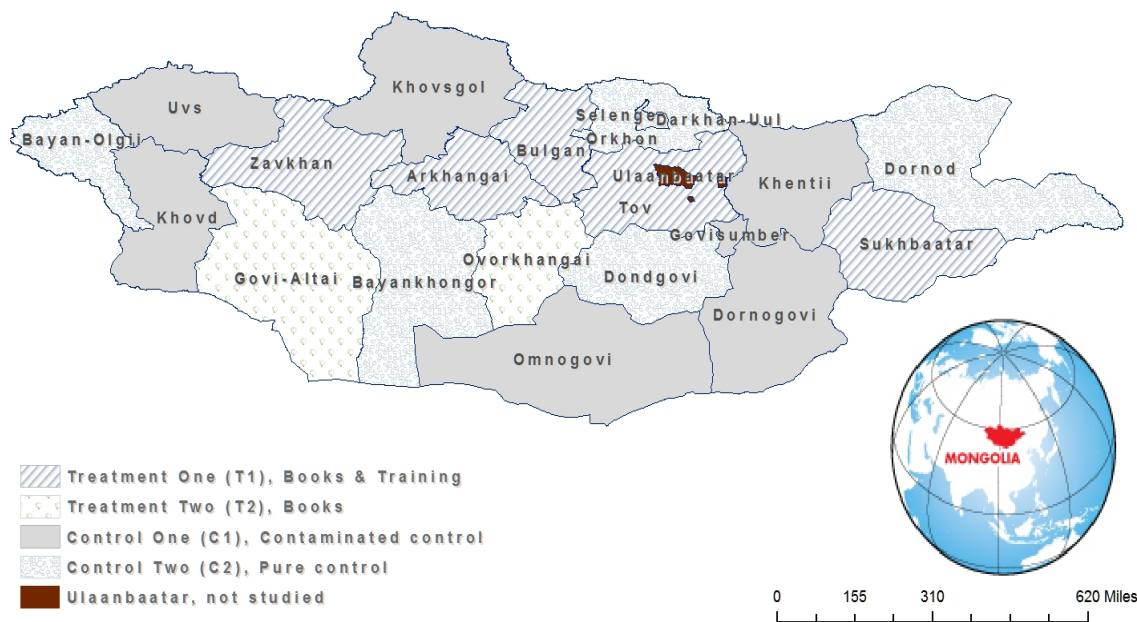 Khovsgol
Uvs
Selenge
Darkhan-Uul
Bayan-Olgii
Orkhon
Bulgan
Zavkhan
Arkhangai
Ulaanbaatar
Dornod
Khentii
Tov
Khovd
Govisumber
Sukhbaatar
Ovorkhangai
Govi-Altai
Bayankhongor
Dondgovi
Dornogovi
Omnogovi
MONGOLIA
Treatment One (T1), Books & Training
Treatment Two (T2), Books
Control One (C1), Contaminated control
Control Two (C2), Pure control
Ulaanbaatar, not studied
0 155 310 620 Miles